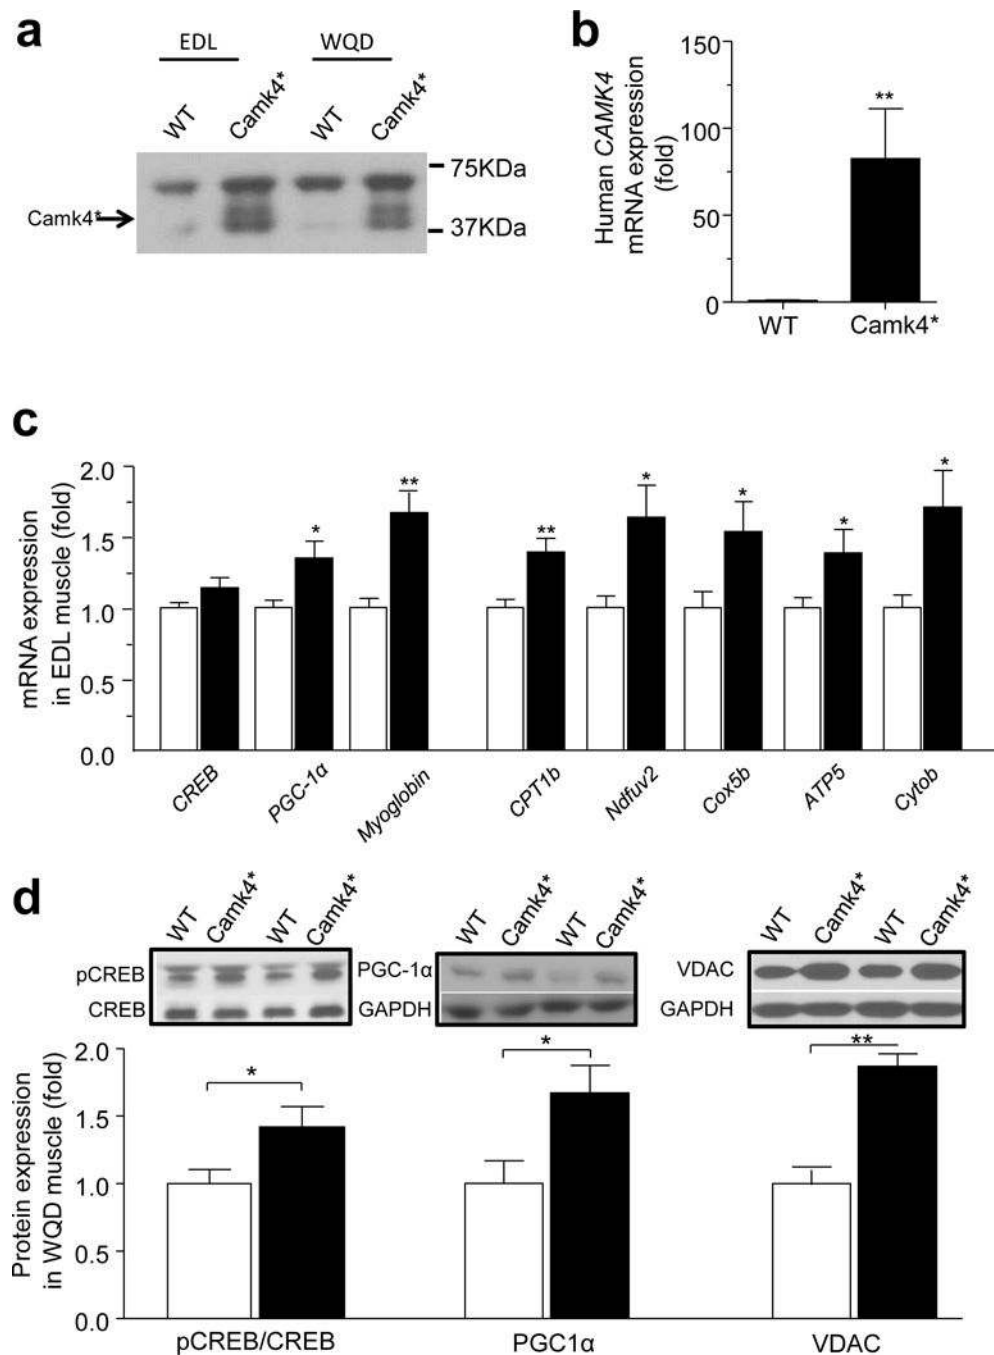 a
EDL WQD
WT Camk4* WT Camk4*
75KDa
Camk4*
37KDa
b
Human CAMK4
mRNA expression
(fold)
150
100
50
0
**
WT Camk4*
c
mRNA expression
in EDL muscle (fold)
2.0
1.5
1.0
0.5
0.0
* ** ** * * * *
CREB PGC-1α Myoglobin CPT1b Ndfuv2 Cox5b ATP5 Cytob
d
WT Camk4* WT Camk4*
pCREB
CREB
WT Camk4* WT Camk4*
PGC-1α
GAPDH
WT Camk4* WT Camk4*
VDAC
GAPDH
Protein expression
in WQD muscle (fold)
2.0
1.5
1.0
0.5
0.0
* * **
pCREB/CREB PGC1α VDAC